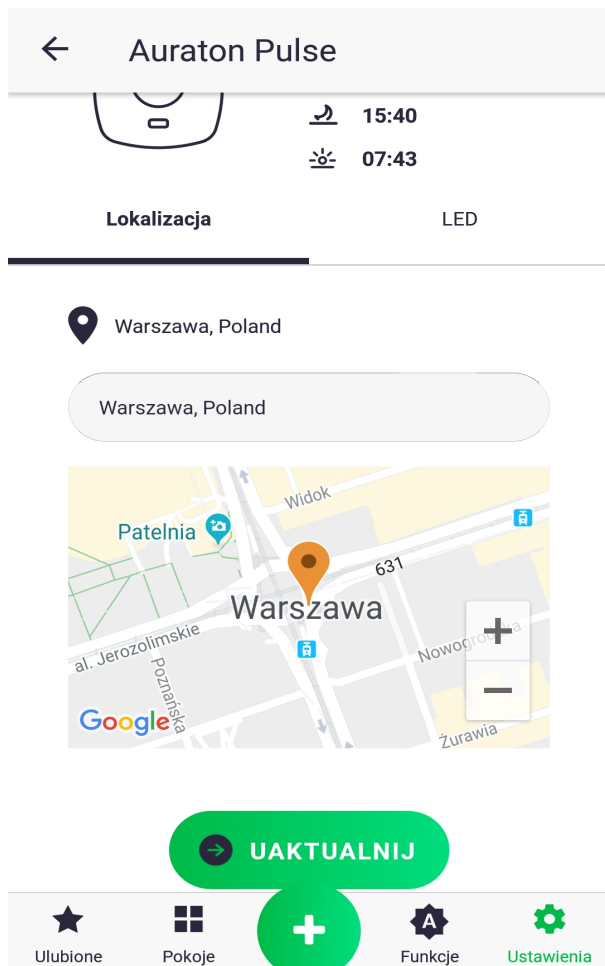 Auraton Pulse
15:40
07:43
Lokalizacja LED
Warszawa, Poland
Warszawa, Poland
Widok
Patelnia
631
Warszawa
al. Jerozolimskie
Nowogrodzka
Poznańska
Google
Żurawia
UAKTUALNIJ
A
Ulubione Pokoje Funkcje Ustawienia